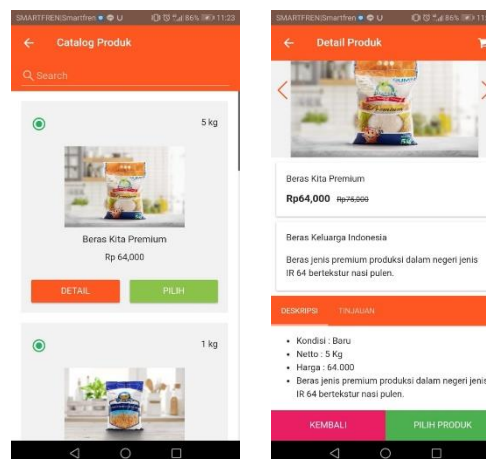 SMARTFREN|Smartfren
86% 11:23
Catalog Produk
Search
5 kg
Beras Kita Premium
Rp 64,000
DETAIL
PILIH
1 kg
SMARTFREN|Smartfren
86%
Detail Produk
Premium
Beras Kita Premium
Rp64,000 Rp75,000
Beras Keluarga Indonesia
Beras jenis premium produksi dalam negeri jenis
IR 64 bertekstur nasi pulen.
DESKRIPSI TINJAUAN
Kondisi : Baru
Netto : 5 Kg
Harga : 64.000
Beras jenis premium produksi dalam negeri jenis
IR 64 bertekstur nasi pulen.
KEMBALI
PILIH PRODUK